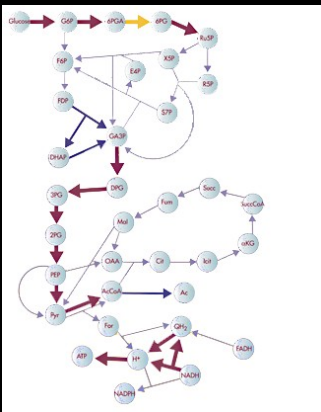 Glucose G6P 6PGA 6PG
Ru5P
X5P
F6P E4P R5P
FDP S7P
GA3P
DHAP
3PG DPG
Fum Succ SuccCoA
2PG Mal
αKG
PEP OAA Cit Icit
AcCoA Ac
Pyr
For QH2
ATP H+ FADH
NADH
NADPH